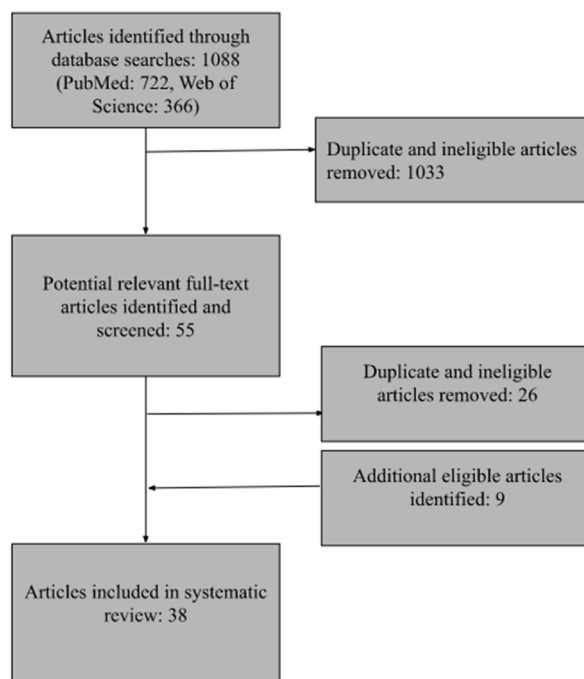 Articles identified through
database searches: 1088
(PubMed: 722, Web of
Science: 366)
Duplicate and ineligible articles
removed: 1033
Potential relevant full-text
articles identified and
screened: 55
Duplicate and ineligible
articles removed: 26
Additional eligible articles
identified: 9
Articles included in systematic
review: 38